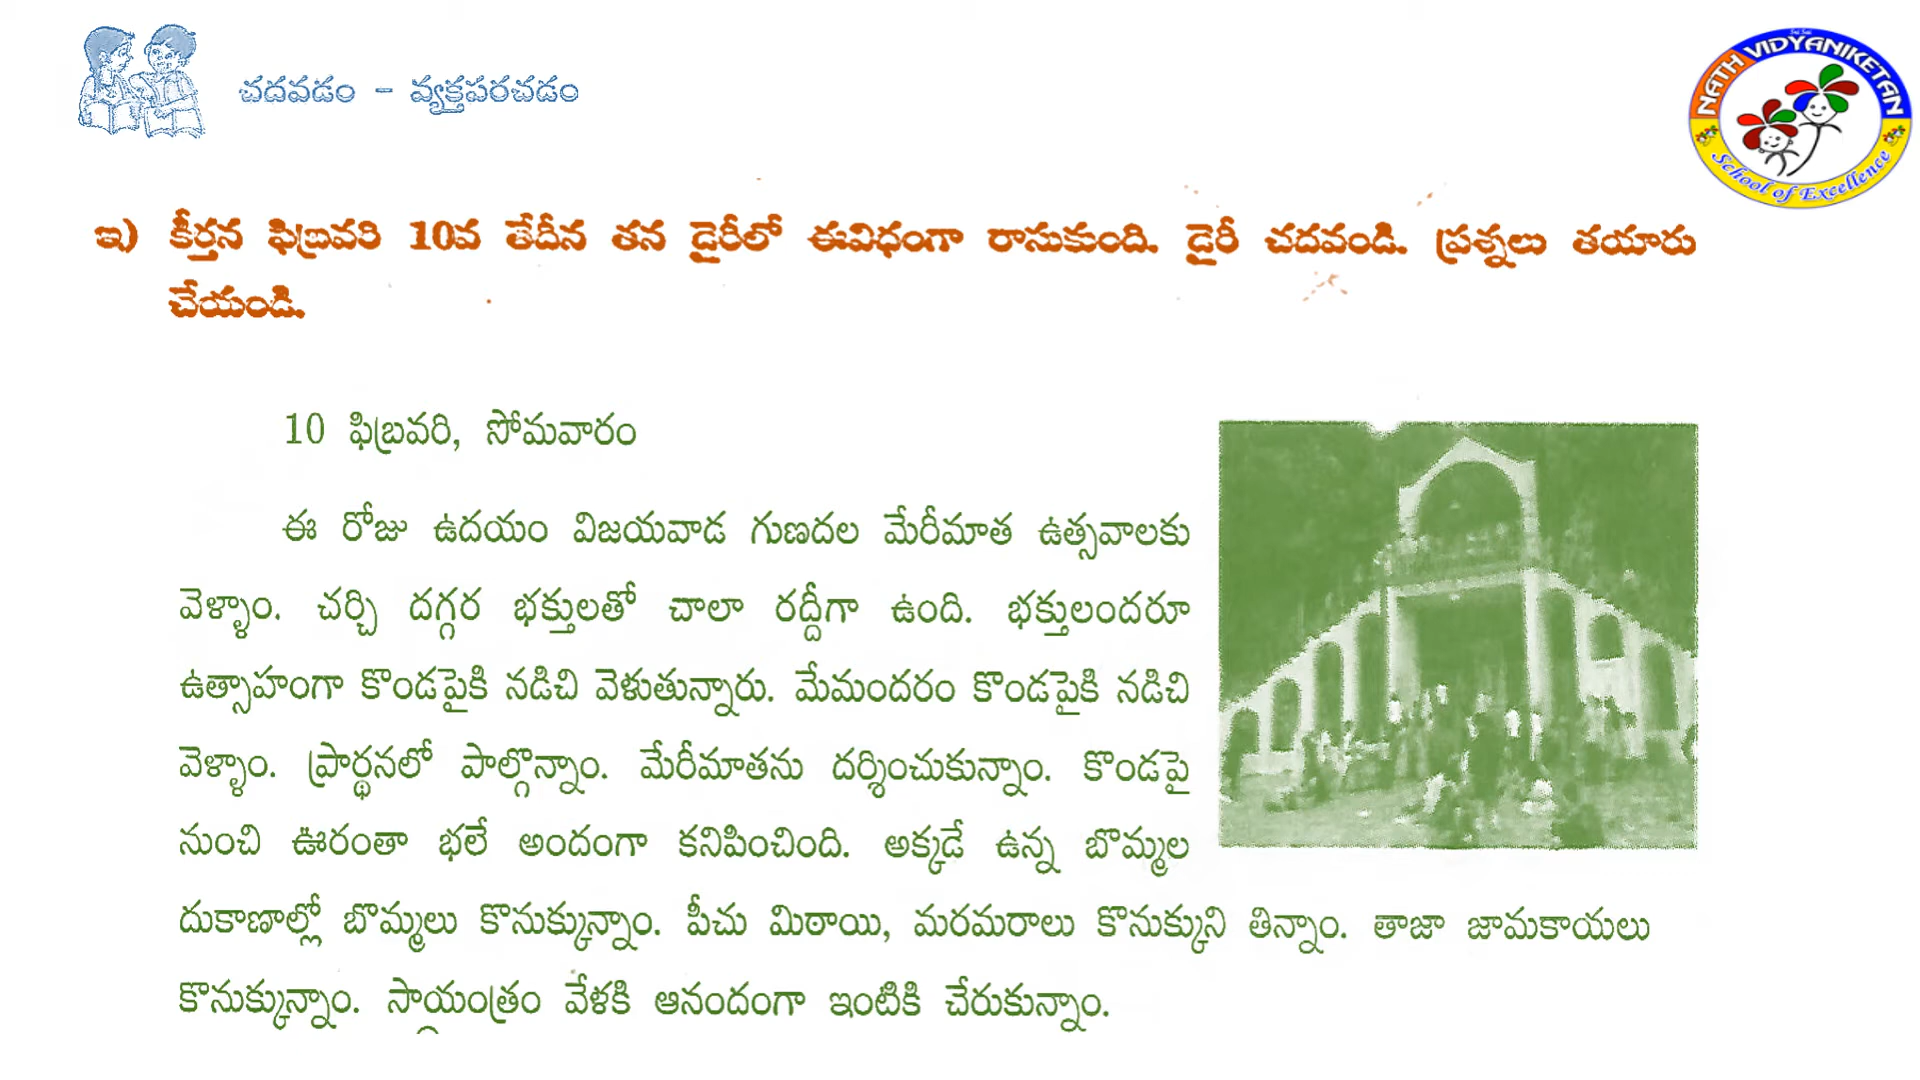 చదవడం - వ్యక్తపరచడం
NATH VIDYANIKETAN
School of Excellence
ఇ) కీర్తన ఫిబ్రవరి 10వ తేదీన తన డైరీలో ఈవిధంగా రాసుకుంది. డైరీ చదవండి. ప్రశ్నలు తయారు
చేయండి.
10 ఫిబ్రవరి, సోమవారం
ఈ రోజు ఉదయం విజయవాడ గుణదల మేరీమాత ఉత్సవాలకు
వెళ్ళాం. చర్చి దగ్గర భక్తులతో చాలా రద్దీగా ఉంది. భక్తులందరూ
ఉత్సాహంగా కొండపైకి నడిచి వెళుతున్నారు. మేమందరం కొండపైకి నడిచి
వెళ్ళాం. ప్రార్థనలో పాల్గొన్నాం. మేరీమాతను దర్శించుకున్నాం. కొండపై
నుంచి ఊరంతా భలే అందంగా కనిపించింది. అక్కడే ఉన్న బొమ్మల
దుకాణాల్లో బొమ్మలు కొనుక్కున్నాం. పీచు మిఠాయి, మరమరాలు కొనుక్కుని తిన్నాం. తాజా జామకాయలు
కొనుక్కున్నాం. సాయంత్రం వేళకి ఆనందంగా ఇంటికి చేరుకున్నాం.